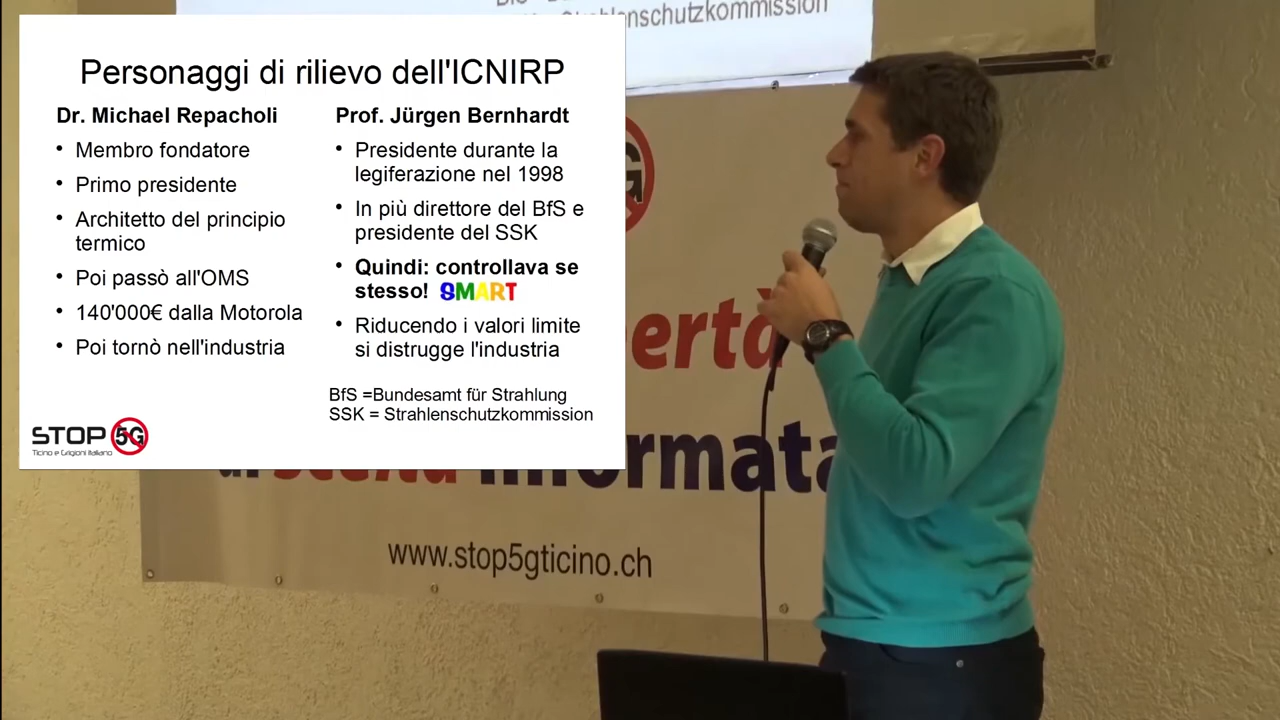 Strahlenschutzkommission
Personaggi di rilievo dell'ICNIRP
Dr. Michael Repacholi
• Membro fondatore
• Primo presidente
• Architetto del principio
termico
• Poi passò all'OMS
• 140'000€ dalla Motorola
• Poi tornò nell'industria
Prof. Jürgen Bernhardt
• Presidente durante la
legiferazione nel 1998
• In più direttore del BfS e
presidente del SSK
• Quindi: controllava se
stesso! SMART
• Riducendo i valori limite
si distrugge l'industria
BfS =Bundesamt für Strahlung
SSK = Strahlenschutzkommission
STOP 5G
Ticino e Grigioni Italiano
G
ertà
di scelta informata
www.stop5gticino.ch